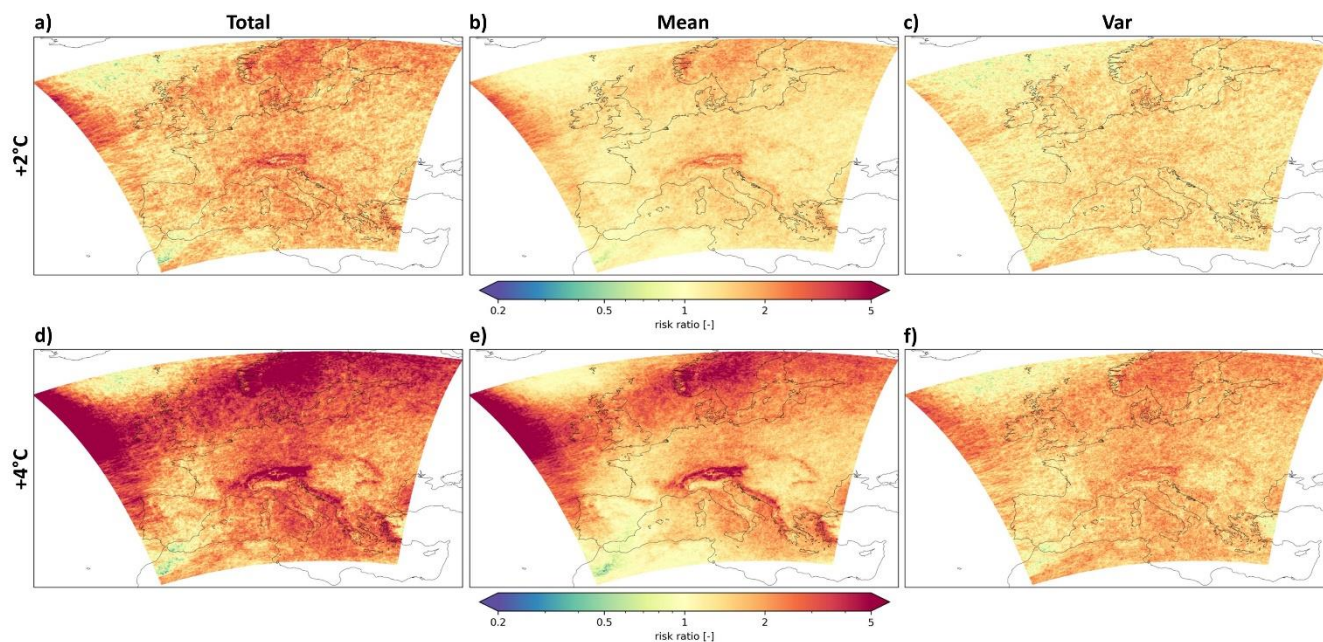 a) Total b) Mean c) Var
+2°C
0.2 0.5 1 2 5
risk ratio [-]
d) e) f)
+4°C
0.2 0.5 1 2 5
risk ratio [-]